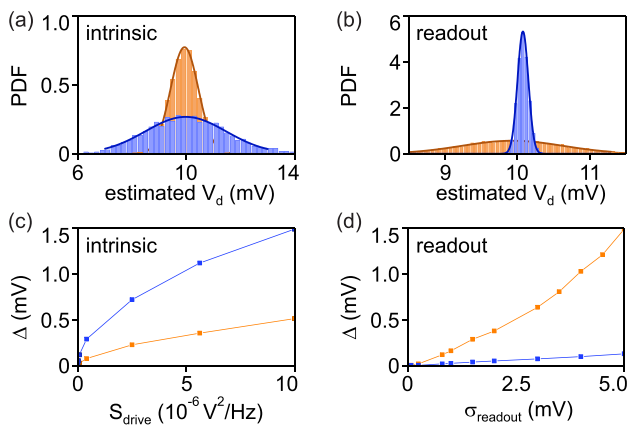 (a)
intrinsic
1.0
0.5
0
PDF
6
10
14
estimated V_d (mV)
(b)
readout
6
4
2
0
PDF
9
10
11
estimated V_d (mV)
(c)
intrinsic
1.5
1.0
0.5
0
Δ (mV)
0
5
10
S_drive (10^-6 V^2/Hz)
(d)
readout
1.5
1.0
0.5
0
Δ (mV)
0
2.5
5.0
σ_readout (mV)